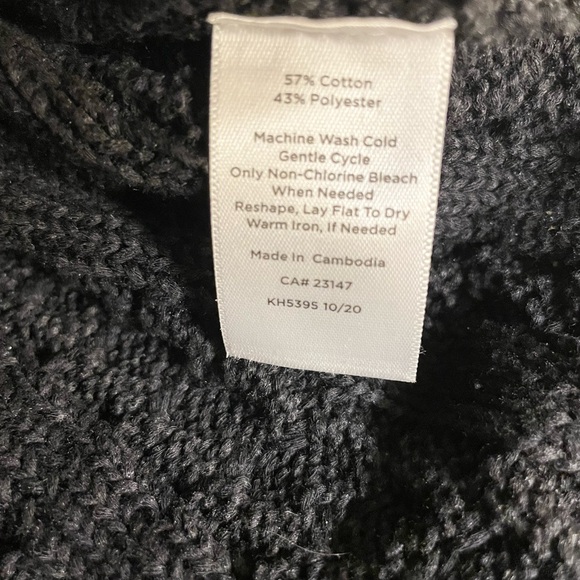 57% Cotton
43% Polyester
Machine Wash Cold
Gentle Cycle
Only Non-Chlorine Bleach
When Needed
Reshape, Lay Flat To Dry
Warm Iron, If Needed
Made In Cambodia
CA# 23147
KH5395 10/20